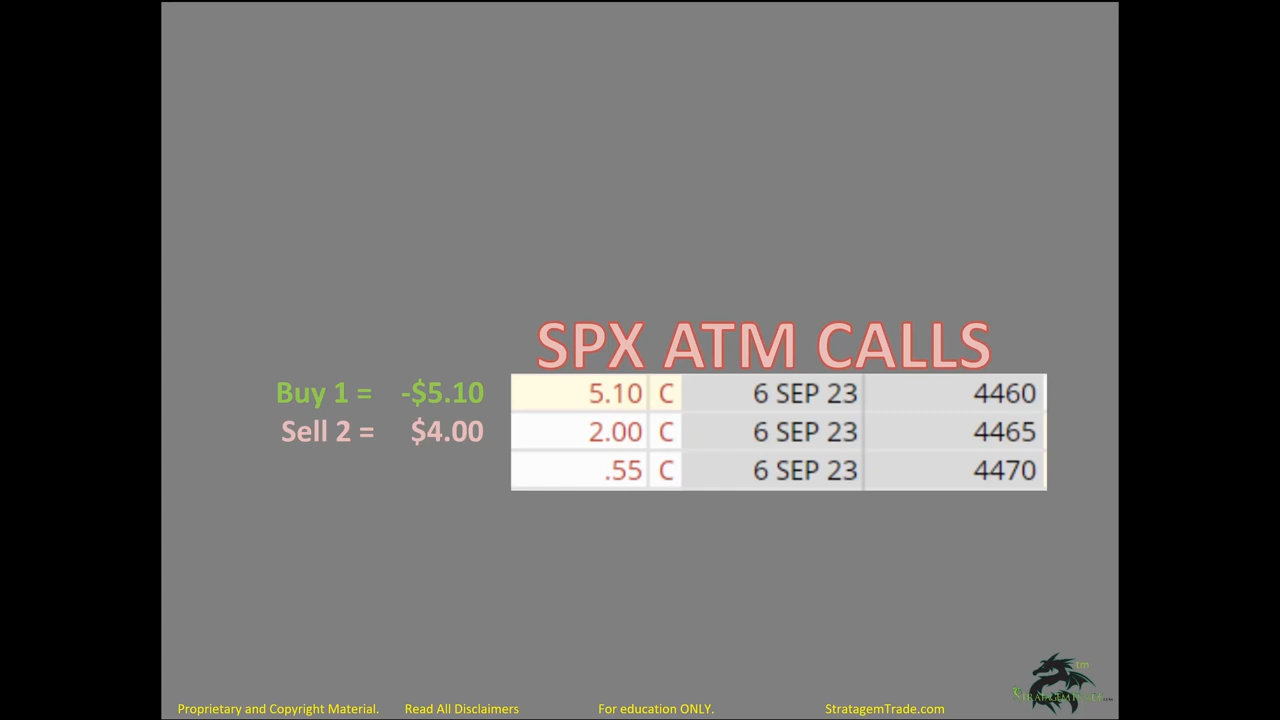 SPX ATM CALLS
Buy 1 = -$5.10 5.10 C 6 SEP 23 4460
Sell 2 = $4.00 2.00 C 6 SEP 23 4465
.55 C 6 SEP 23 4470
tm
Proprietary and Copyright Material. Read All Disclaimers For education ONLY. StratagemTrade.com